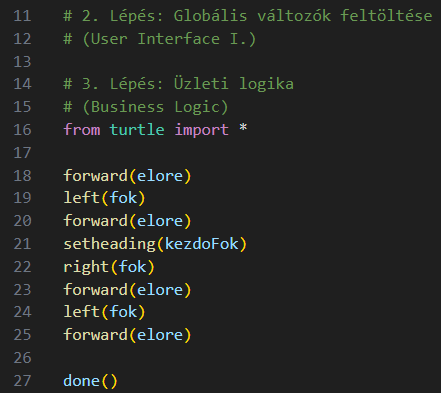 11 # 2. Lépés: Globális változók feltöltése
12 # (User Interface I.)
13
14 # 3. Lépés: Üzleti logika
15 # (Business Logic)
16 from turtle import *
17
18 forward(elore)
19 left(fok)
20 forward(elore)
21 setheading(kezdoFok)
22 right(fok)
23 forward(elore)
24 left(fok)
25 forward(elore)
26
27 done()